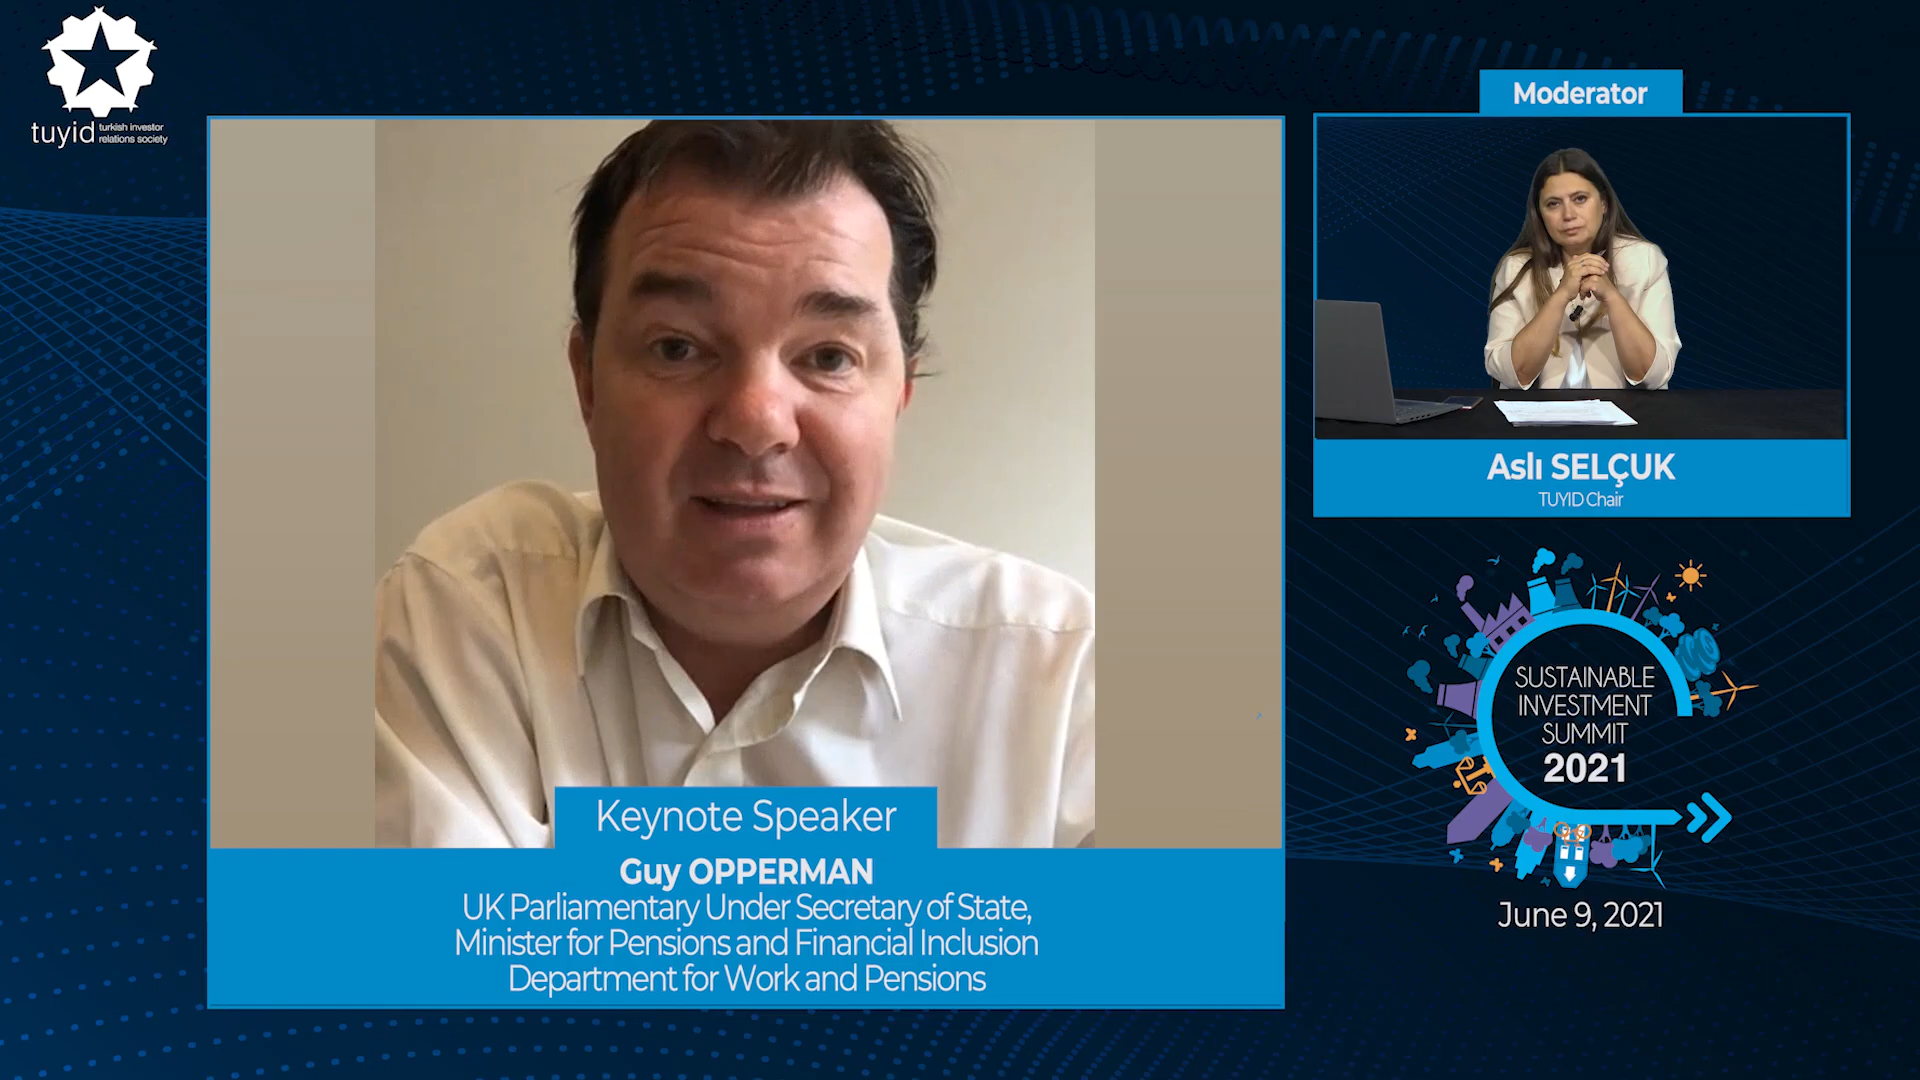 tuyid turkish investor
relations society
Keynote Speaker
Guy OPPERMAN
UK Parliamentary Under Secretary of State,
Minister for Pensions and Financial Inclusion
Department for Work and Pensions
Moderator
Aslı SELÇUK
TUYID Chair
SUSTAINABLE
INVESTMENT
SUMMIT
2021
June 9, 2021